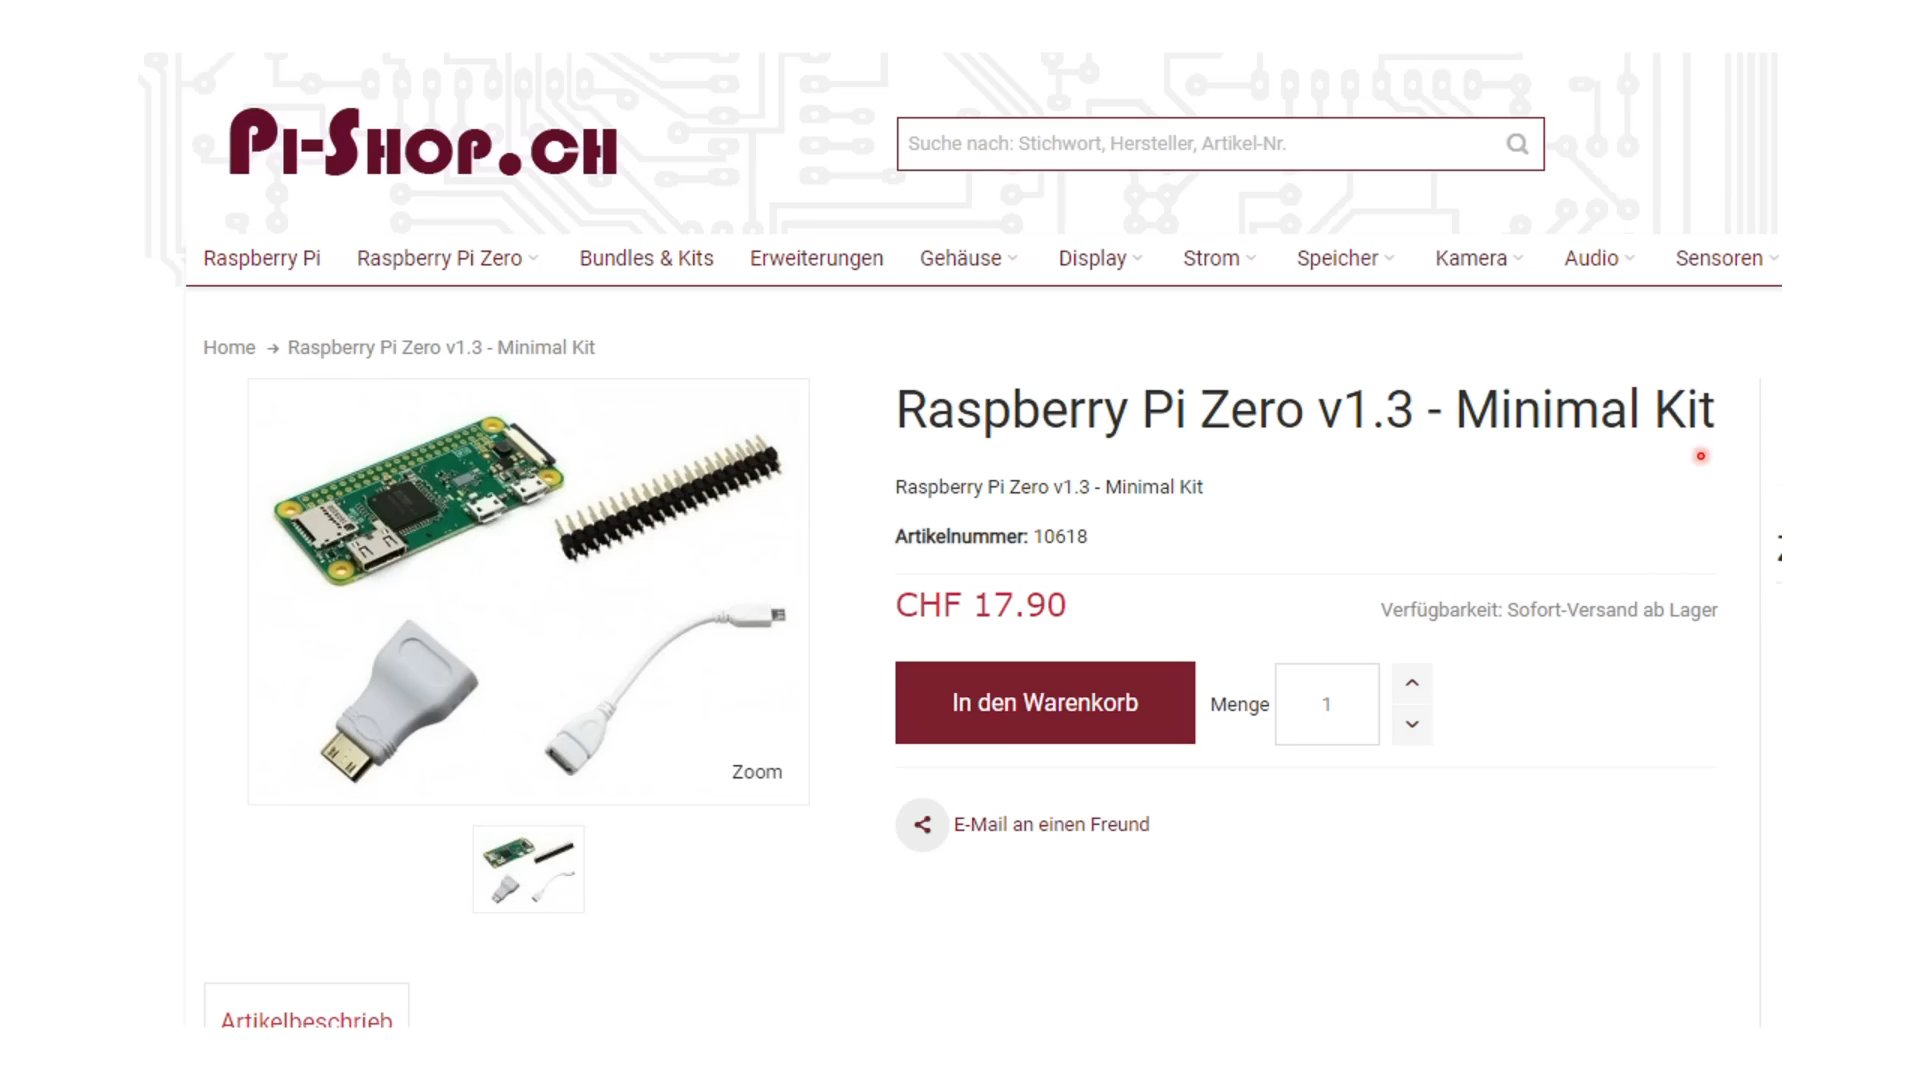 Pi-Shop.ch
Suche nach: Stichwort, Hersteller, Artikel-Nr.
Raspberry Pi Raspberry Pi Zero Bundles & Kits Erweiterungen Gehäuse Display Strom Speicher Kamera Audio Sensoren
Home → Raspberry Pi Zero v1.3 - Minimal Kit
Raspberry Pi Zero v1.3 - Minimal Kit
Raspberry Pi Zero v1.3 - Minimal Kit
Artikelnummer: 10618
CHF 17.90
Verfügbarkeit: Sofort-Versand ab Lager
In den Warenkorb
Menge
1
Zoom
E-Mail an einen Freund
Artikelbeschrieb